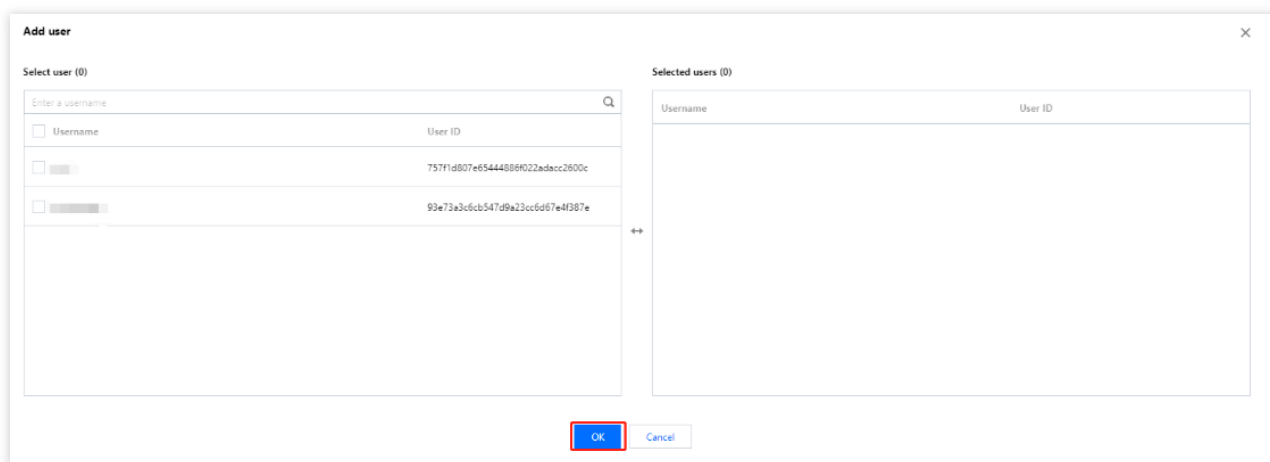 Add user
Select user (0)
Enter a username
Username User ID
757f1d807e65444886f022adacc2600c
93e73a3c6cb547d9a23cc6d67e4f387e
Selected users (0)
Username User ID
OK Cancel